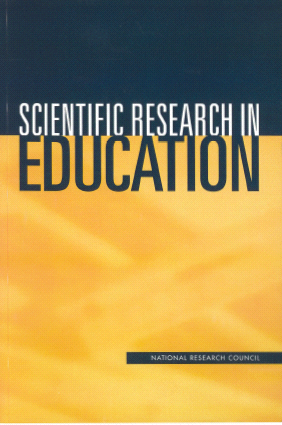 SCIENTIFIC RESEARCH IN
EDUCATION
NATIONAL RESEARCH COUNCIL